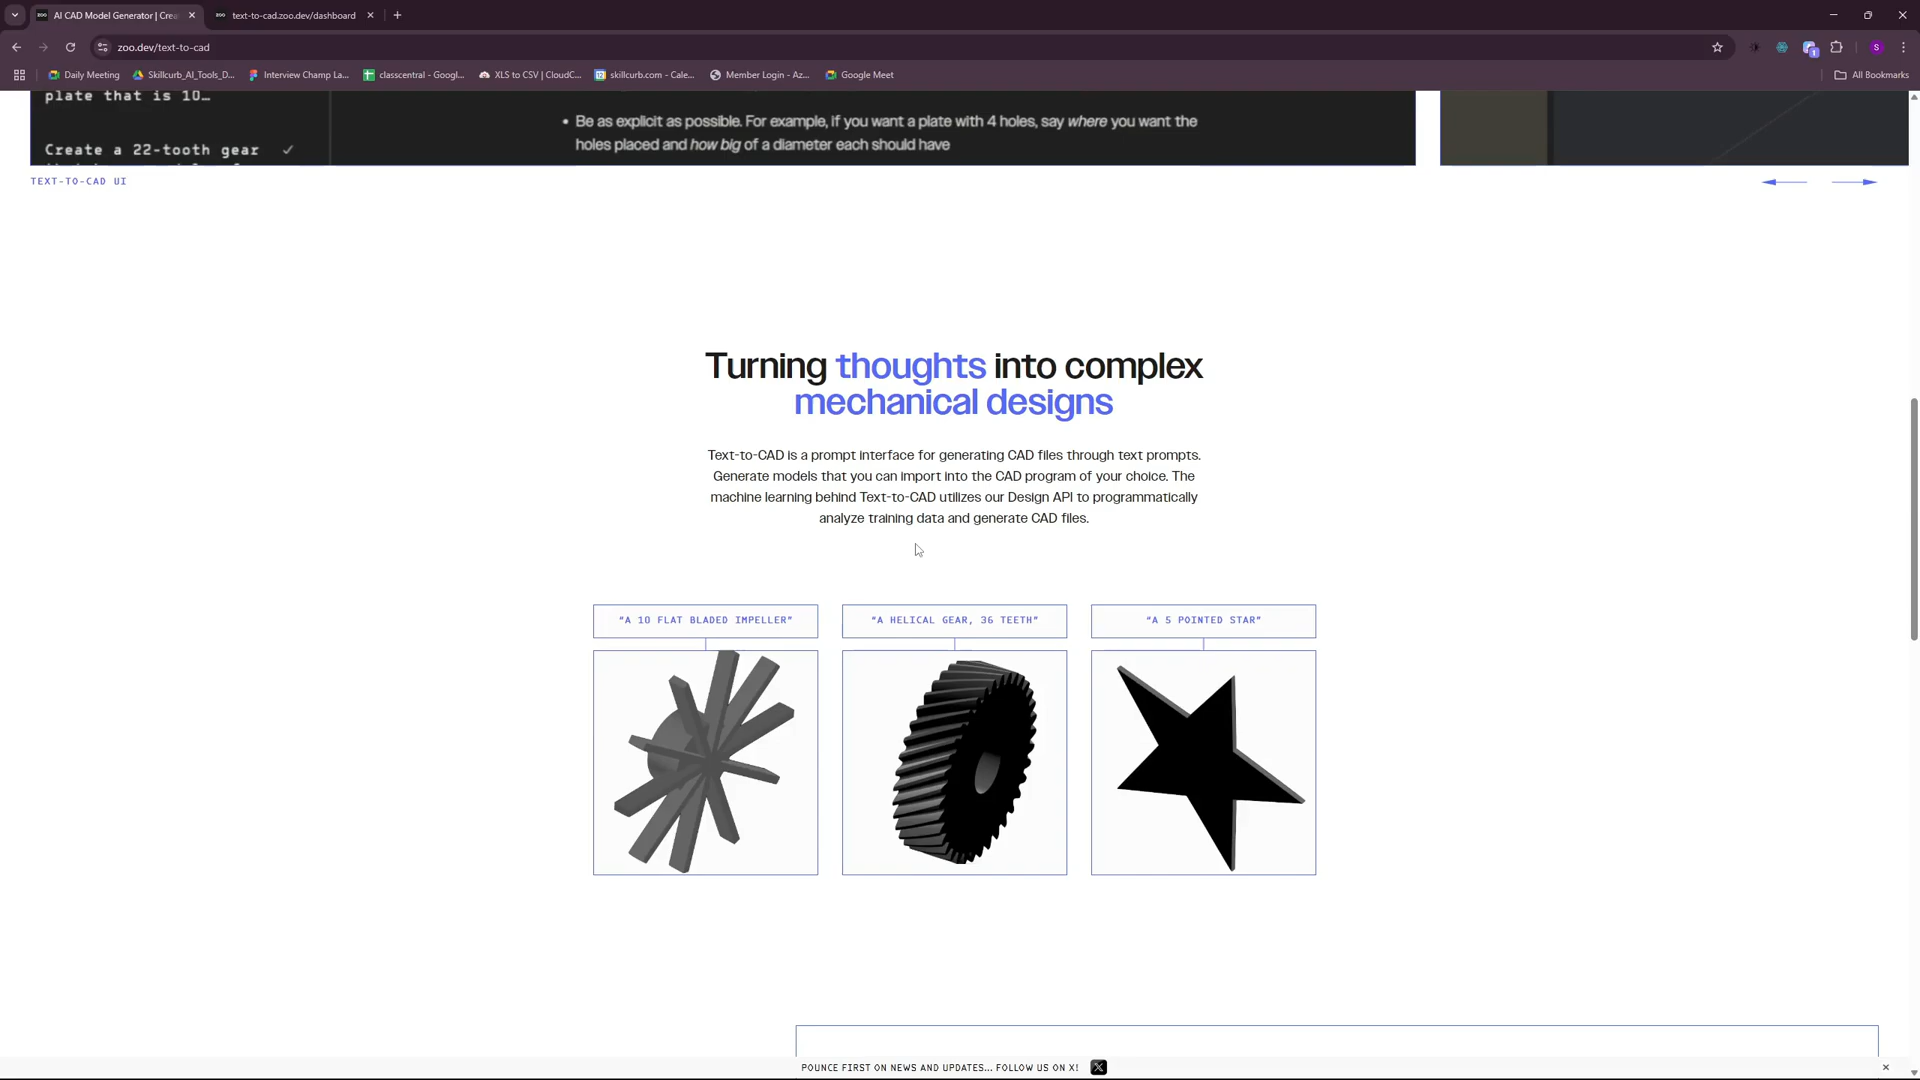 AI CAD Model Generator | Crea
text-to-cad.zoo.dev/dashboard
zoo.dev/text-to-cad
Daily Meeting
Skillcurb_AI_Tools_D...
Interview Champ La...
classcentral - Googl...
XLS to CSV | CloudC...
skillcurb.com - Cale...
Member Login - Az...
Google Meet
All Bookmarks
plate that is 10…
Create a 22-tooth gear
• Be as explicit as possible. For example, if you want a plate with 4 holes, say where you want the
holes placed and how big of a diameter each should have
TEXT-TO-CAD UI
Turning thoughts into complex
mechanical designs
Text-to-CAD is a prompt interface for generating CAD files through text prompts.
Generate models that you can import into the CAD program of your choice. The
machine learning behind Text-to-CAD utilizes our Design API to programmatically
analyze training data and generate CAD files.
“A 10 FLAT BLADED IMPELLER”
“A HELICAL GEAR, 36 TEETH”
“A 5 POINTED STAR”
POUNCE FIRST ON NEWS AND UPDATES... FOLLOW US ON X!